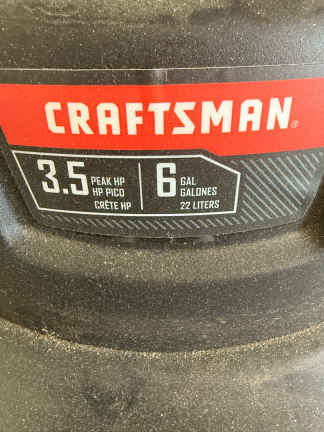 CRAFTSMAN®
3.5 PEAK HP
HP PICO
CRÊTE HP
6 GAL
GALONES
22 LITERS